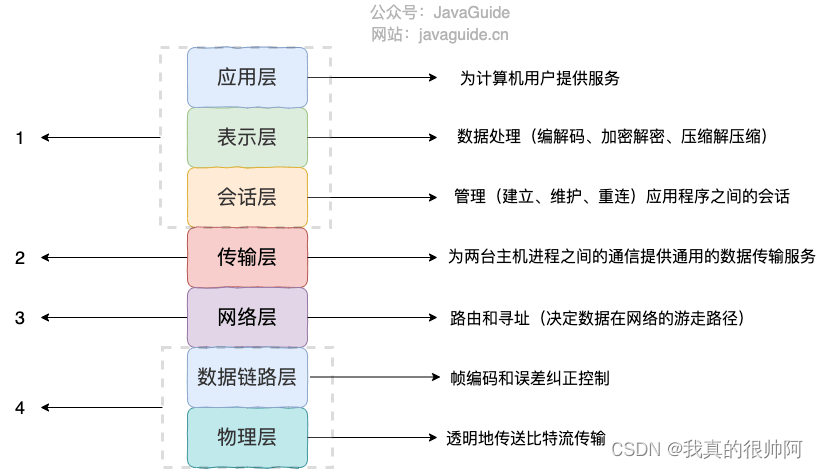 公众号：JavaGuide
网站：javaguide.cn
应用层
为计算机用户提供服务
1
表示层
数据处理（编解码、加密解密、压缩解压缩）
会话层
管理（建立、维护、重连）应用程序之间的会话
2
传输层
为两台主机进程之间的通信提供通用的数据传输服务
3
网络层
路由和寻址（决定数据在网络的游走路径）
数据链路层
帧编码和误差纠正控制
4
物理层
透明地传送比特流传输
CSDN @我真的很帅阿